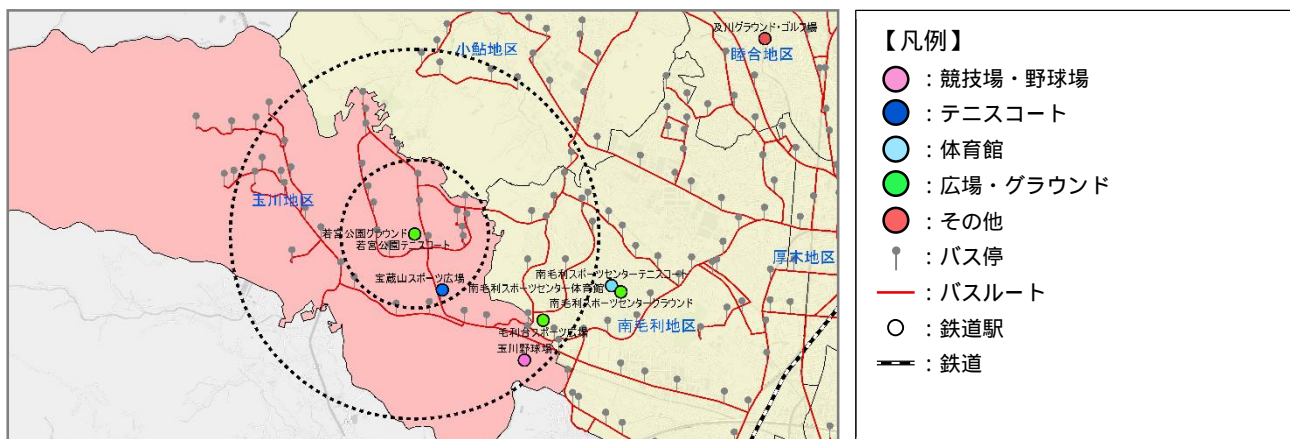 及川グラウンド・ゴルフ場
小鮎地区
睦合地区
玉川地区
若宮公園グラウンド
若宮公園テニスコート
厚木地区
宝蔵山スポーツ広場
南毛利スポーツセンターテニスコート
南毛利スポーツセンター体育館
南毛利スポーツセンターグラウンド
南毛利地区
毛利台スポーツ広場
玉川野球場
【凡例】
：競技場・野球場
：テニスコート
：体育館
：広場・グラウンド
：その他
：バス停
：バスルート
：鉄道駅
：鉄道